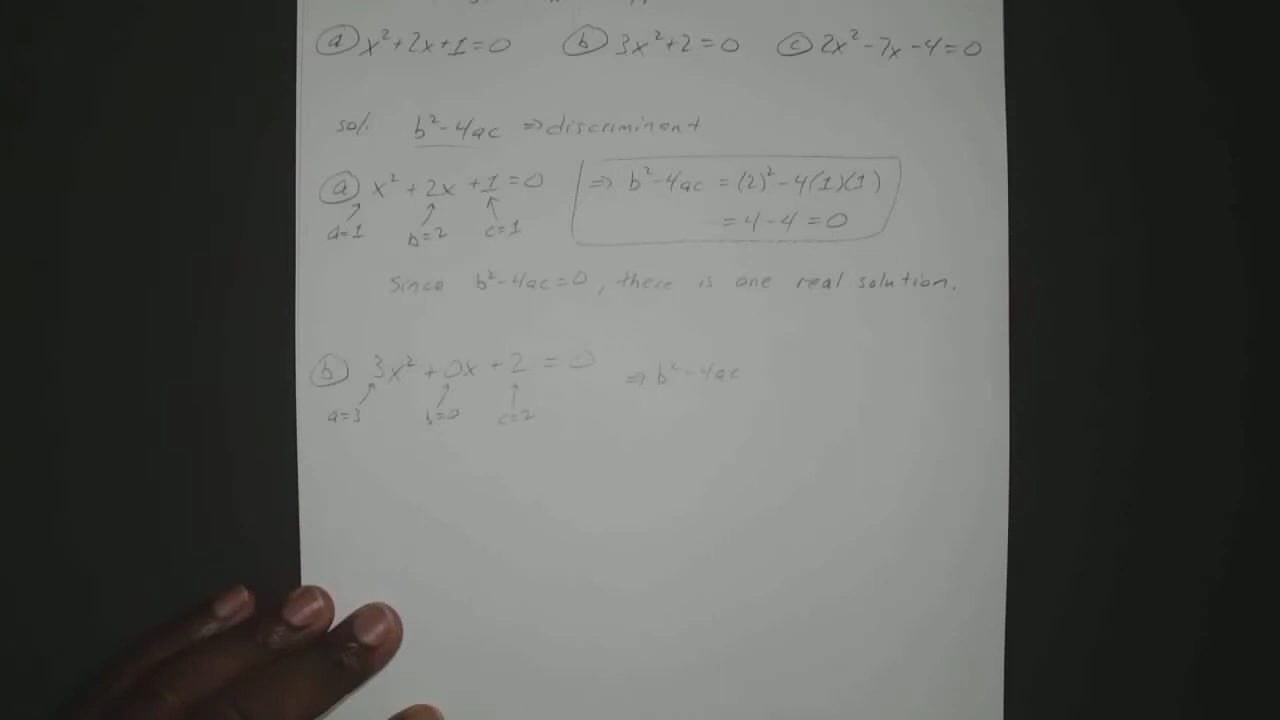 ⓐ x²+2x+1=0 ⓑ 3x²+2=0 ⓒ 2x²-7x-4=0
sol. b²-4ac ⇒ discriminant
ⓐ x² + 2x + 1 = 0 ⇒ b²-4ac = (2)²-4(1)(1)
a=1 b=2 c=1 = 4-4 = 0
Since b²-4ac=0, there is one real solution.
ⓑ 3x² + 0x + 2 = 0 ⇒ b²-4ac
a=3 b=0 c=2